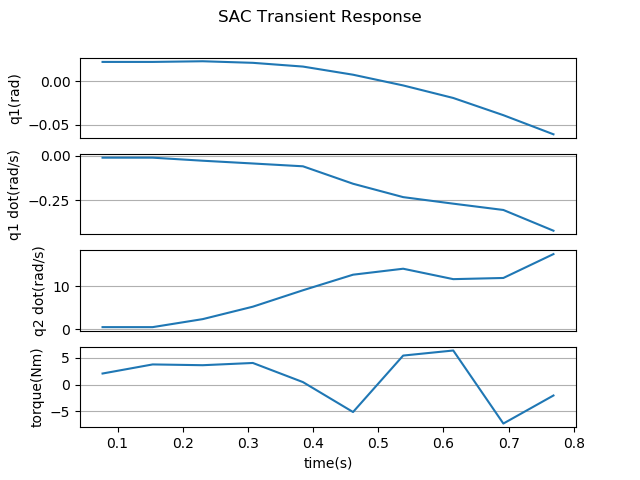 SAC Transient Response
q1(rad)
0.00
−0.05
q1 dot(rad/s)
0.00
−0.25
q2 dot(rad/s)
10
0
torque(Nm)
5
0
−5
0.1 0.2 0.3 0.4 0.5 0.6 0.7 0.8
time(s)